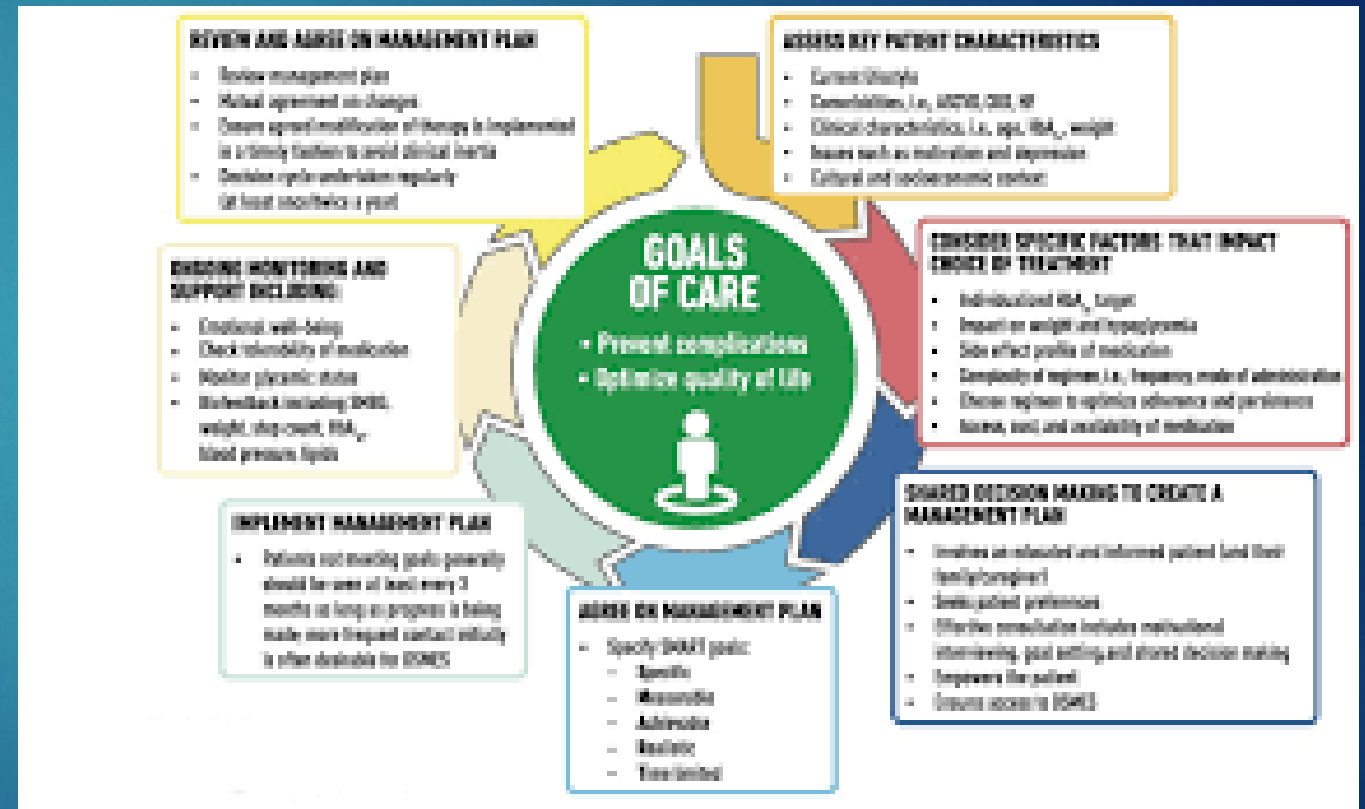 REVIEW AND AGREE ON MANAGEMENT PLAN
- Review management plan
- Mutual agreement on changes
- Ensure agreed modification of therapy is implemented
in a timely fashion to avoid clinical inertia
- Decision cycle undertaken regularly
(at least once/twice a year)
ASSESS KEY PATIENT CHARACTERISTICS
- Current lifestyle
- Comorbidities, i.e., ASCVD, CKD, HF
- Clinical characteristics, i.e., age, HbA1c, weight
- Issues such as motivation and depression
- Cultural and socioeconomic context
CONSIDER SPECIFIC FACTORS THAT IMPACT
CHOICE OF TREATMENT
• Individualized HbA1c target
• Impact on weight and hypoglycemia
• Side effect profile of medication
• Complexity of regimen, i.e., frequency, mode of administration
• Choose regimen to optimize adherence and persistence
• Access, cost, and availability of medication
SHARED DECISION MAKING TO CREATE A
MANAGEMENT PLAN
• Involves an educated and informed patient (and their
family/caregiver)
• Seeks patient preferences
• Effective consultation includes motivational
interviewing, goal setting, and shared decision making
• Empowers the patient
• Ensures access to DSMES
AGREE ON MANAGEMENT PLAN
• Specify SMART goals:
– Specific
– Measurable
– Achievable
– Realistic
– Time limited
IMPLEMENT MANAGEMENT PLAN
• Patients not meeting goals generally
should be seen at least every 3
months as long as progress is being
made; more frequent contact initially
is often desirable for DSMES
ONGOING MONITORING AND
SUPPORT INCLUDING:
• Emotional well-being
• Check tolerability of medication
• Monitor glycemic status
• Biofeedback including SMBG,
weight, step count, HbA1c,
blood pressure, lipids
GOALS
OF CARE
• Prevent complications
• Optimize quality of life